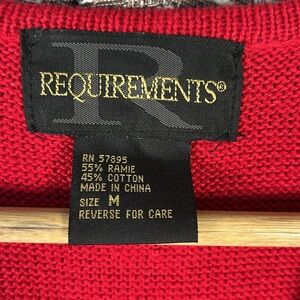 R
REQUIREMENTS®
RN 57895
55% RAMIE
45% COTTON
MADE IN CHINA
SIZE M
REVERSE FOR CARE